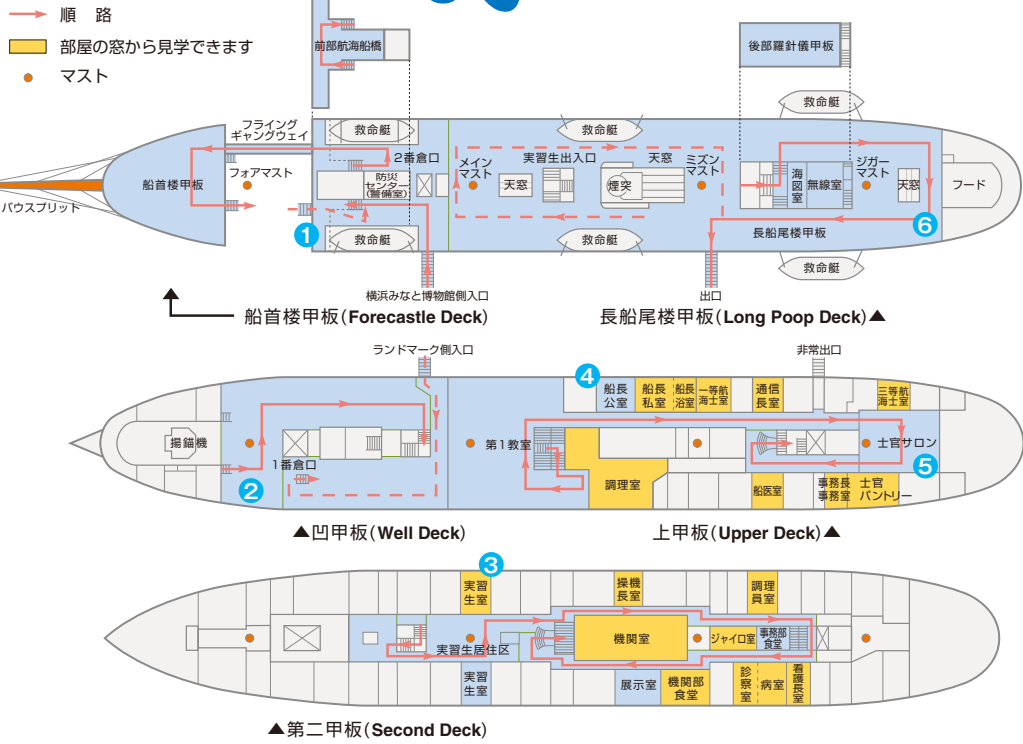 順 路
部屋の窓から見学できます
マスト
前部航海船橋
後部羅針儀甲板
救命艇
救命艇
救命艇
フライング
ギャングウェイ
2番倉口
船首楼甲板
フォアマスト
防災
センター
(警備室)
メイン
マスト
天窓
実習生出入口
天窓
煙突
ミズン
マスト
海図室
無線室
ジガー
マスト
天窓
フード
バウスプリット
1
救命艇
救命艇
長船尾楼甲板
6
救命艇
横浜みなと博物館側入口
出口
船首楼甲板(Forecastle Deck)
長船尾楼甲板(Long Poop Deck)▲
ランドマーク側入口
非常出口
4
船長
公室
船長
私室
船長
浴室
一等航
海士室
通信
長室
三等航
海士室
揚錨機
第1教室
士官サロン
1番倉口
2
調理室
船医室
事務長
事務室
士官
パントリー
5
▲凹甲板(Well Deck)
上甲板(Upper Deck)▲
3
実習
生室
操機
長室
調理
員室
実習生居住区
機関室
ジャイロ室
事務部
食堂
実習
生室
展示室
機関部
食堂
診察室
病室
看護長室
▲第二甲板(Second Deck)